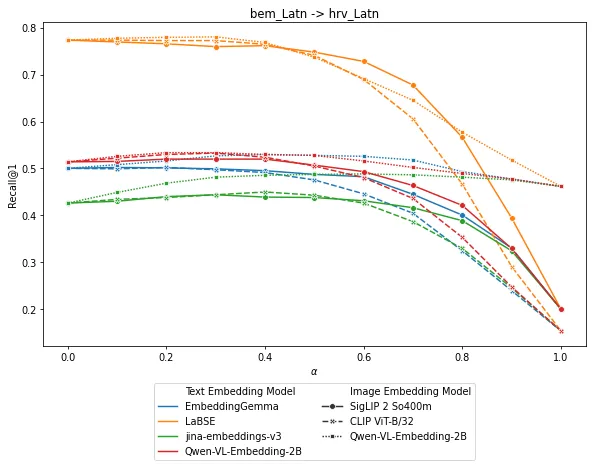 bem_Latn -> hrv_Latn
Recall@1
0.8
0.7
0.6
0.5
0.4
0.3
0.2
0.0 0.2 0.4 0.6 0.8 1.0
α
Text Embedding Model Image Embedding Model
EmbeddingGemma SigLIP 2 So400m
LaBSE CLIP ViT-B/32
jina-embeddings-v3 Qwen-VL-Embedding-2B
Qwen-VL-Embedding-2B